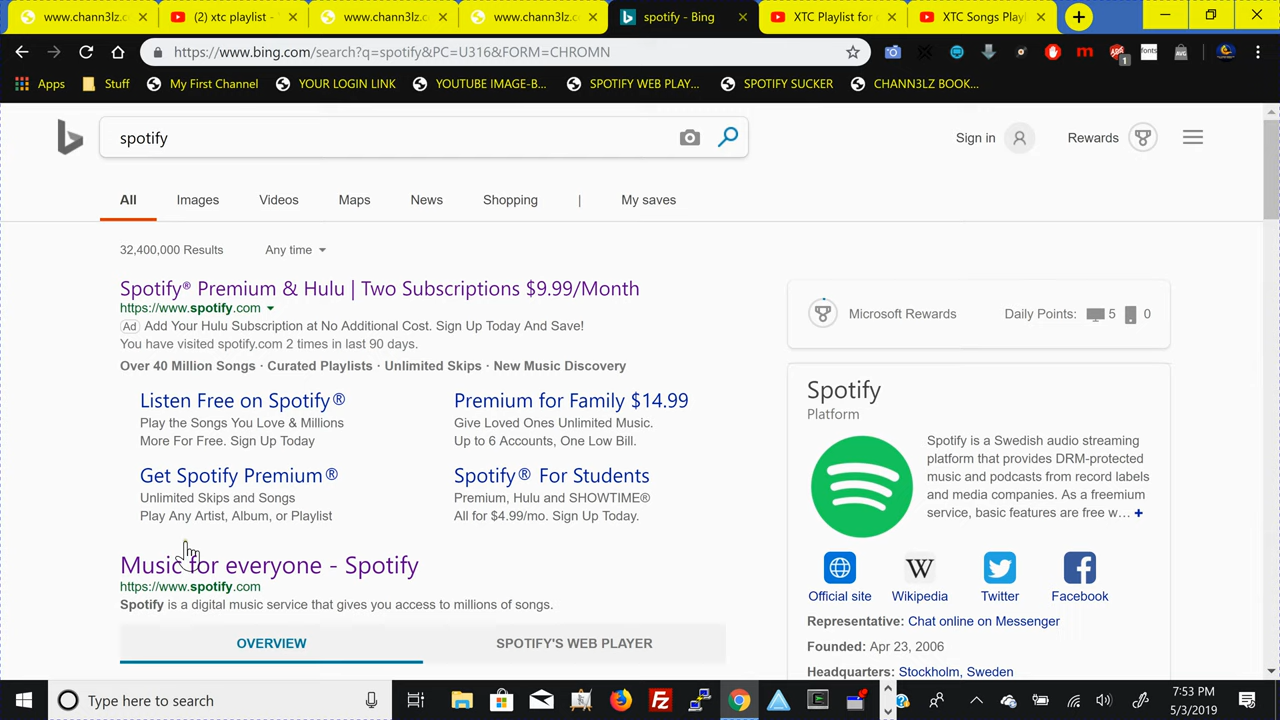 www.chann3lz.c
(2) xtc playlist -
www.chann3lz.c
www.chann3lz.c
spotify - Bing
XTC Playlist for
XTC Songs Play
https://www.bing.com/search?q=spotify&PC=U316&FORM=CHROMN
Apps
Stuff
My First Channel
YOUR LOGIN LINK
YOUTUBE IMAGE-B...
SPOTIFY WEB PLAY...
SPOTIFY SUCKER
CHANN3LZ BOOK...
spotify
Sign in
Rewards
All
Images
Videos
Maps
News
Shopping
|
My saves
32,400,000 Results
Any time
Spotify® Premium & Hulu | Two Subscriptions $9.99/Month
https://www.spotify.com
Ad Add Your Hulu Subscription at No Additional Cost. Sign Up Today And Save!
You have visited spotify.com 2 times in last 90 days.
Over 40 Million Songs · Curated Playlists · Unlimited Skips · New Music Discovery
Listen Free on Spotify®
Play the Songs You Love & Millions
More For Free. Sign Up Today
Premium for Family $14.99
Give Loved Ones Unlimited Music.
Up to 6 Accounts, One Low Bill.
Get Spotify Premium®
Unlimited Skips and Songs
Play Any Artist, Album, or Playlist
Spotify® For Students
Premium, Hulu and SHOWTIME®
All for $4.99/mo. Sign Up Today.
Music for everyone - Spotify
https://www.spotify.com
Spotify is a digital music service that gives you access to millions of songs.
OVERVIEW
SPOTIFY'S WEB PLAYER
Microsoft Rewards
Daily Points: 5 0
Spotify
Platform
Spotify is a Swedish audio streaming
platform that provides DRM-protected
music and podcasts from record labels
and media companies. As a freemium
service, basic features are free w… +
Official site
Wikipedia
Twitter
Facebook
Representative: Chat online on Messenger
Founded: Apr 23, 2006
Headquarters: Stockholm, Sweden
Type here to search
7:53 PM
5/3/2019